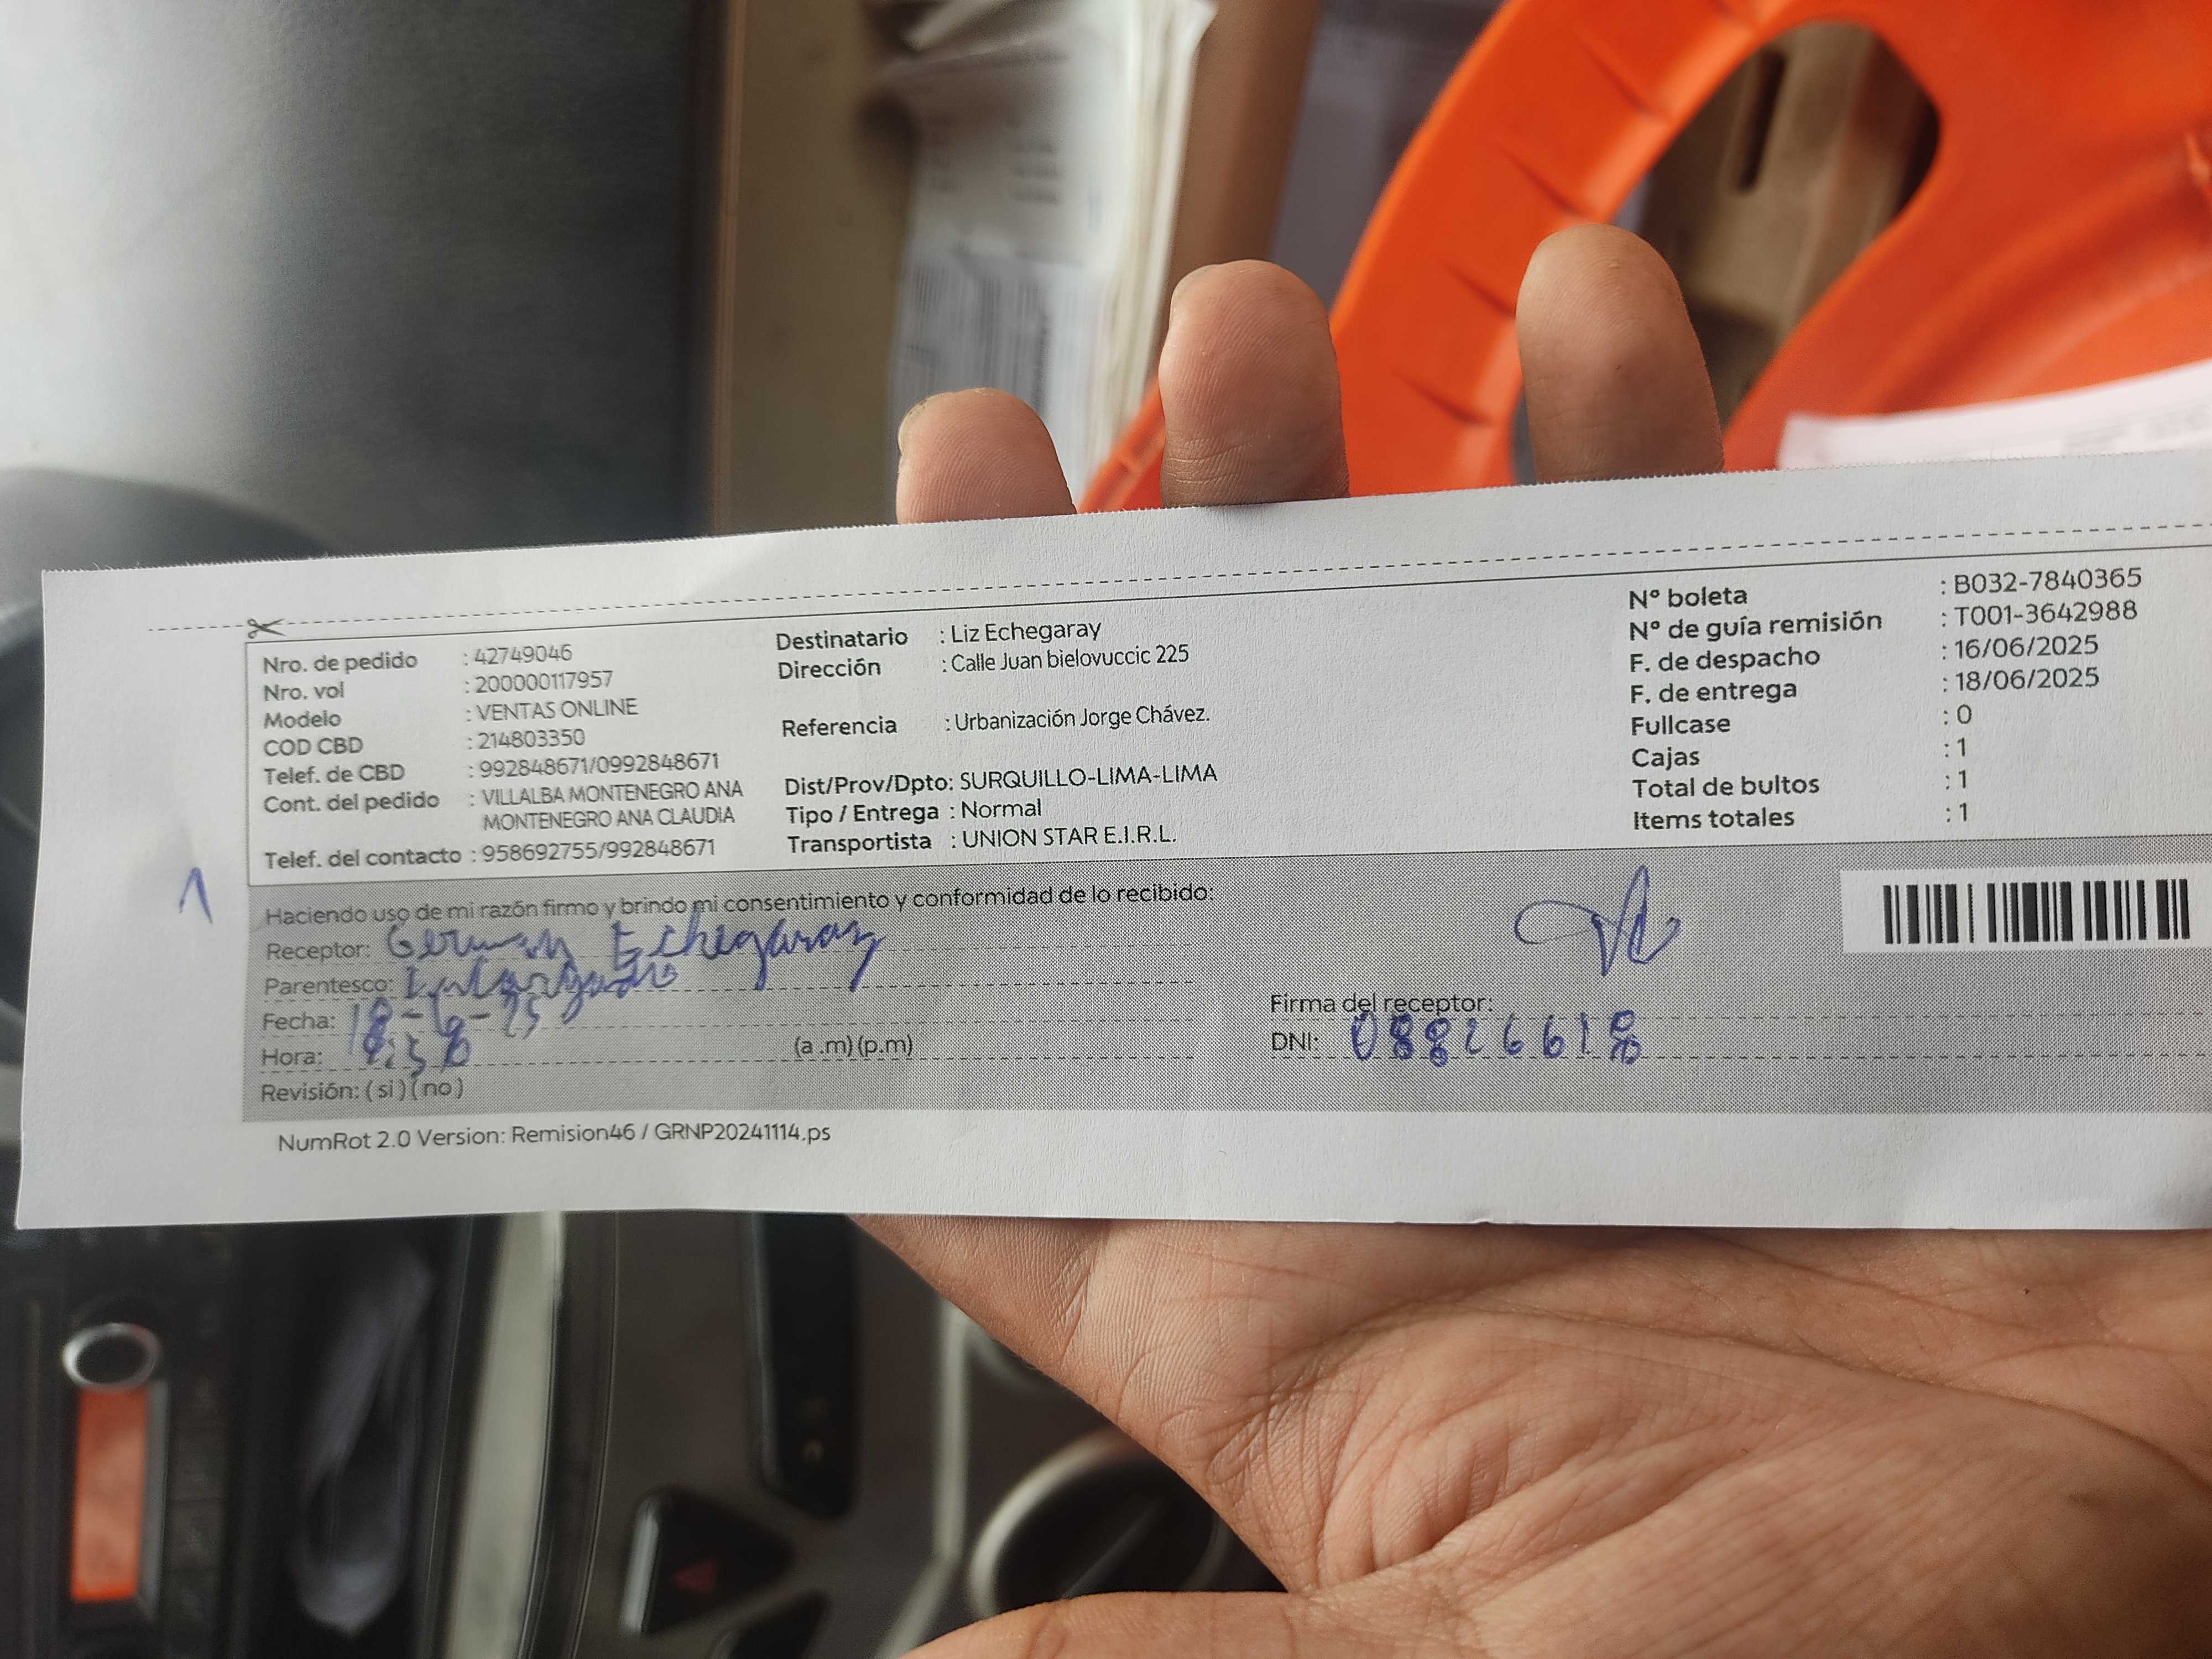 Nro. de pedido : 42749046
Nro. vol : 200000117957
Modelo : VENTAS ONLINE
COD CBD : 214803350
Telef. de CBD : 992848671/0992848671
Cont. del pedido : VILLALBA MONTENEGRO ANA
MONTENEGRO ANA CLAUDIA
Telef. del contacto : 958692755/992848671
Destinatario : Liz Echegaray
Dirección : Calle Juan bielovuccic 225
Referencia : Urbanización Jorge Chávez.
Dist/Prov/Dpto: SURQUILLO-LIMA-LIMA
Tipo / Entrega : Normal
Transportista : UNION STAR E.I.R.L.
Nº boleta : B032-7840365
Nº de guía remisión : T001-3642988
F. de despacho : 16/06/2025
F. de entrega : 18/06/2025
Fullcase : 0
Cajas : 1
Total de bultos : 1
Items totales : 1
1
Haciendo uso de mi razón firmo y brindo mi consentimiento y conformidad de lo recibido:
Receptor: German Echegaray
Parentesco:
Fecha: 18-6-25
Hora: (a .m) (p.m)
Revisión: ( si ) ( no )
Firma del receptor:
DNI: 08826618
NumRot 2.0 Version: Remision46 / GRNP20241114.ps